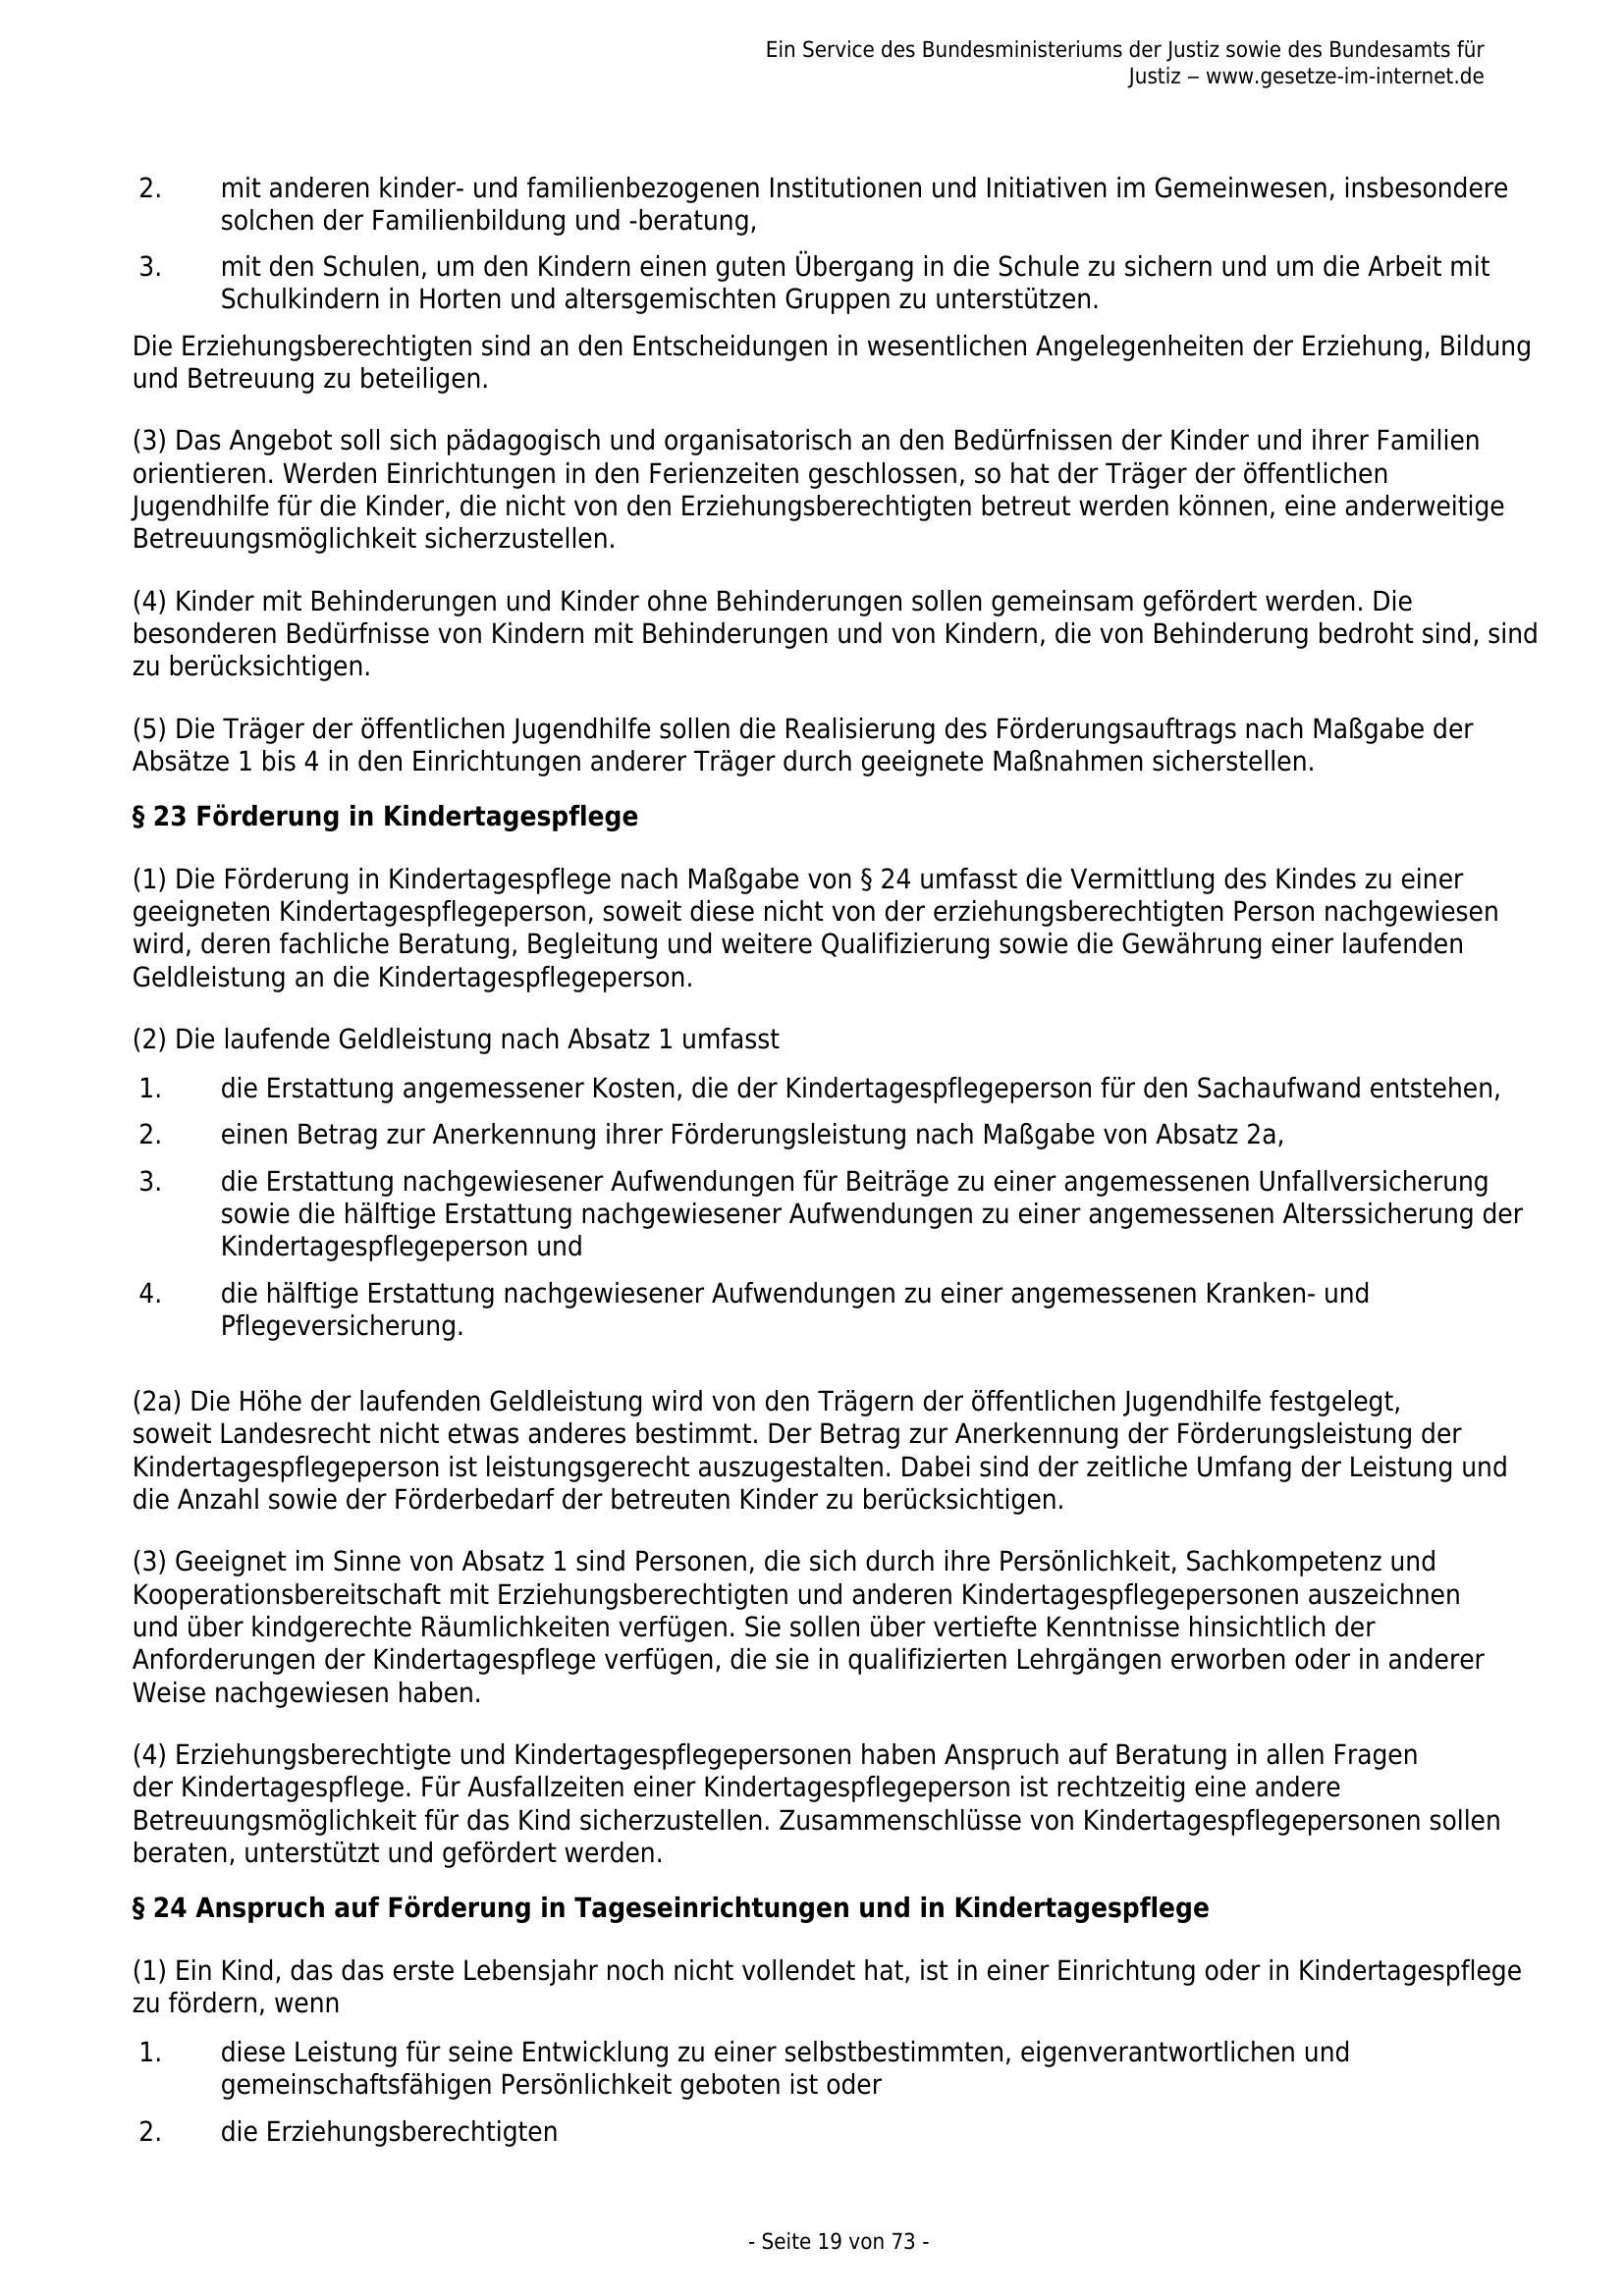 Ein Service des Bundesministeriums der Justiz sowie des Bundesamts für
Justiz ‒ www.gesetze-im-internet.de
2. mit anderen kinder- und familienbezogenen Institutionen und Initiativen im Gemeinwesen, insbesondere
solchen der Familienbildung und -beratung,
3. mit den Schulen, um den Kindern einen guten Übergang in die Schule zu sichern und um die Arbeit mit
Schulkindern in Horten und altersgemischten Gruppen zu unterstützen.
Die Erziehungsberechtigten sind an den Entscheidungen in wesentlichen Angelegenheiten der Erziehung, Bildung
und Betreuung zu beteiligen.
(3) Das Angebot soll sich pädagogisch und organisatorisch an den Bedürfnissen der Kinder und ihrer Familien
orientieren. Werden Einrichtungen in den Ferienzeiten geschlossen, so hat der Träger der öffentlichen
Jugendhilfe für die Kinder, die nicht von den Erziehungsberechtigten betreut werden können, eine anderweitige
Betreuungsmöglichkeit sicherzustellen.
(4) Kinder mit Behinderungen und Kinder ohne Behinderungen sollen gemeinsam gefördert werden. Die
besonderen Bedürfnisse von Kindern mit Behinderungen und von Kindern, die von Behinderung bedroht sind, sind
zu berücksichtigen.
(5) Die Träger der öffentlichen Jugendhilfe sollen die Realisierung des Förderungsauftrags nach Maßgabe der
Absätze 1 bis 4 in den Einrichtungen anderer Träger durch geeignete Maßnahmen sicherstellen.
§ 23 Förderung in Kindertagespflege
(1) Die Förderung in Kindertagespflege nach Maßgabe von § 24 umfasst die Vermittlung des Kindes zu einer
geeigneten Kindertagespflegeperson, soweit diese nicht von der erziehungsberechtigten Person nachgewiesen
wird, deren fachliche Beratung, Begleitung und weitere Qualifizierung sowie die Gewährung einer laufenden
Geldleistung an die Kindertagespflegeperson.
(2) Die laufende Geldleistung nach Absatz 1 umfasst
1. die Erstattung angemessener Kosten, die der Kindertagespflegeperson für den Sachaufwand entstehen,
2. einen Betrag zur Anerkennung ihrer Förderungsleistung nach Maßgabe von Absatz 2a,
3. die Erstattung nachgewiesener Aufwendungen für Beiträge zu einer angemessenen Unfallversicherung
sowie die hälftige Erstattung nachgewiesener Aufwendungen zu einer angemessenen Alterssicherung der
Kindertagespflegeperson und
4. die hälftige Erstattung nachgewiesener Aufwendungen zu einer angemessenen Kranken- und
Pflegeversicherung.
(2a) Die Höhe der laufenden Geldleistung wird von den Trägern der öffentlichen Jugendhilfe festgelegt,
soweit Landesrecht nicht etwas anderes bestimmt. Der Betrag zur Anerkennung der Förderungsleistung der
Kindertagespflegeperson ist leistungsgerecht auszugestalten. Dabei sind der zeitliche Umfang der Leistung und
die Anzahl sowie der Förderbedarf der betreuten Kinder zu berücksichtigen.
(3) Geeignet im Sinne von Absatz 1 sind Personen, die sich durch ihre Persönlichkeit, Sachkompetenz und
Kooperationsbereitschaft mit Erziehungsberechtigten und anderen Kindertagespflegepersonen auszeichnen
und über kindgerechte Räumlichkeiten verfügen. Sie sollen über vertiefte Kenntnisse hinsichtlich der
Anforderungen der Kindertagespflege verfügen, die sie in qualifizierten Lehrgängen erworben oder in anderer
Weise nachgewiesen haben.
(4) Erziehungsberechtigte und Kindertagespflegepersonen haben Anspruch auf Beratung in allen Fragen
der Kindertagespflege. Für Ausfallzeiten einer Kindertagespflegeperson ist rechtzeitig eine andere
Betreuungsmöglichkeit für das Kind sicherzustellen. Zusammenschlüsse von Kindertagespflegepersonen sollen
beraten, unterstützt und gefördert werden.
§ 24 Anspruch auf Förderung in Tageseinrichtungen und in Kindertagespflege
(1) Ein Kind, das das erste Lebensjahr noch nicht vollendet hat, ist in einer Einrichtung oder in Kindertagespflege
zu fördern, wenn
1. diese Leistung für seine Entwicklung zu einer selbstbestimmten, eigenverantwortlichen und
gemeinschaftsfähigen Persönlichkeit geboten ist oder
2. die Erziehungsberechtigten
- Seite 19 von 73 -